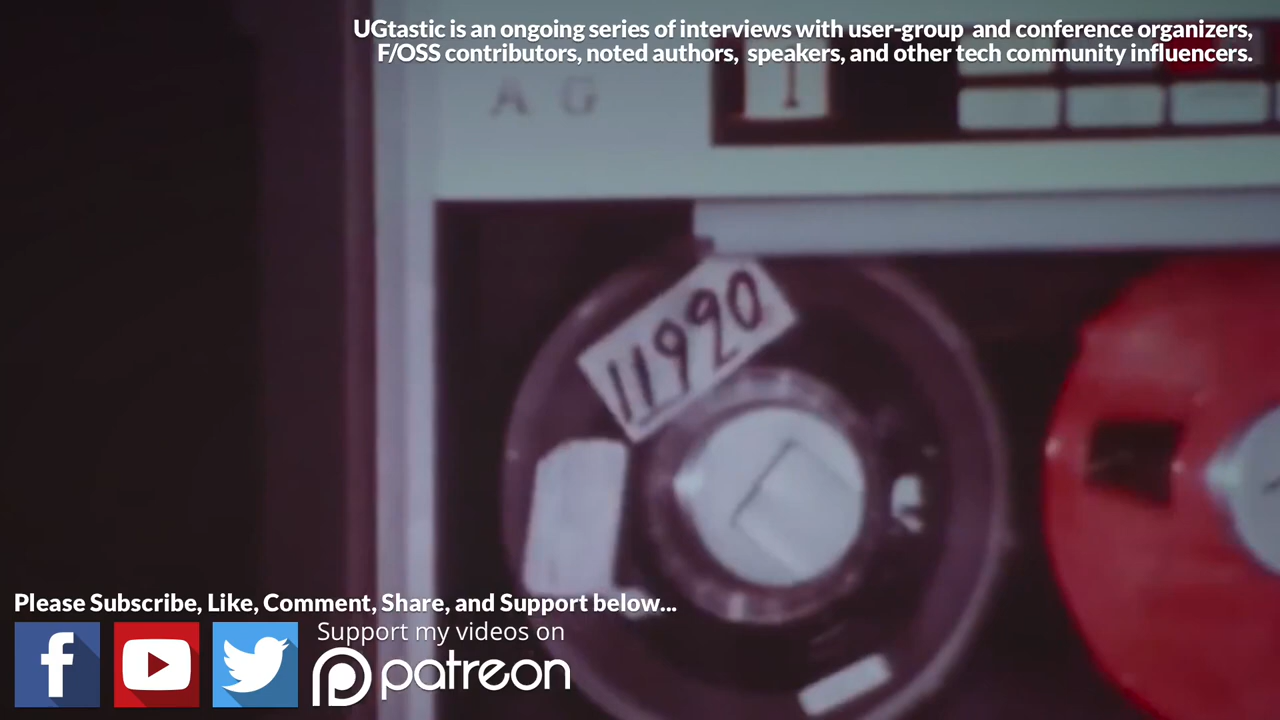 UGtastic is an ongoing series of interviews with user-group and conference organizers,
F/OSS contributors, noted authors, speakers, and other tech community influencers.
A G
1
11990
Please Subscribe, Like, Comment, Share, and Support below...
Support my videos on
patreon